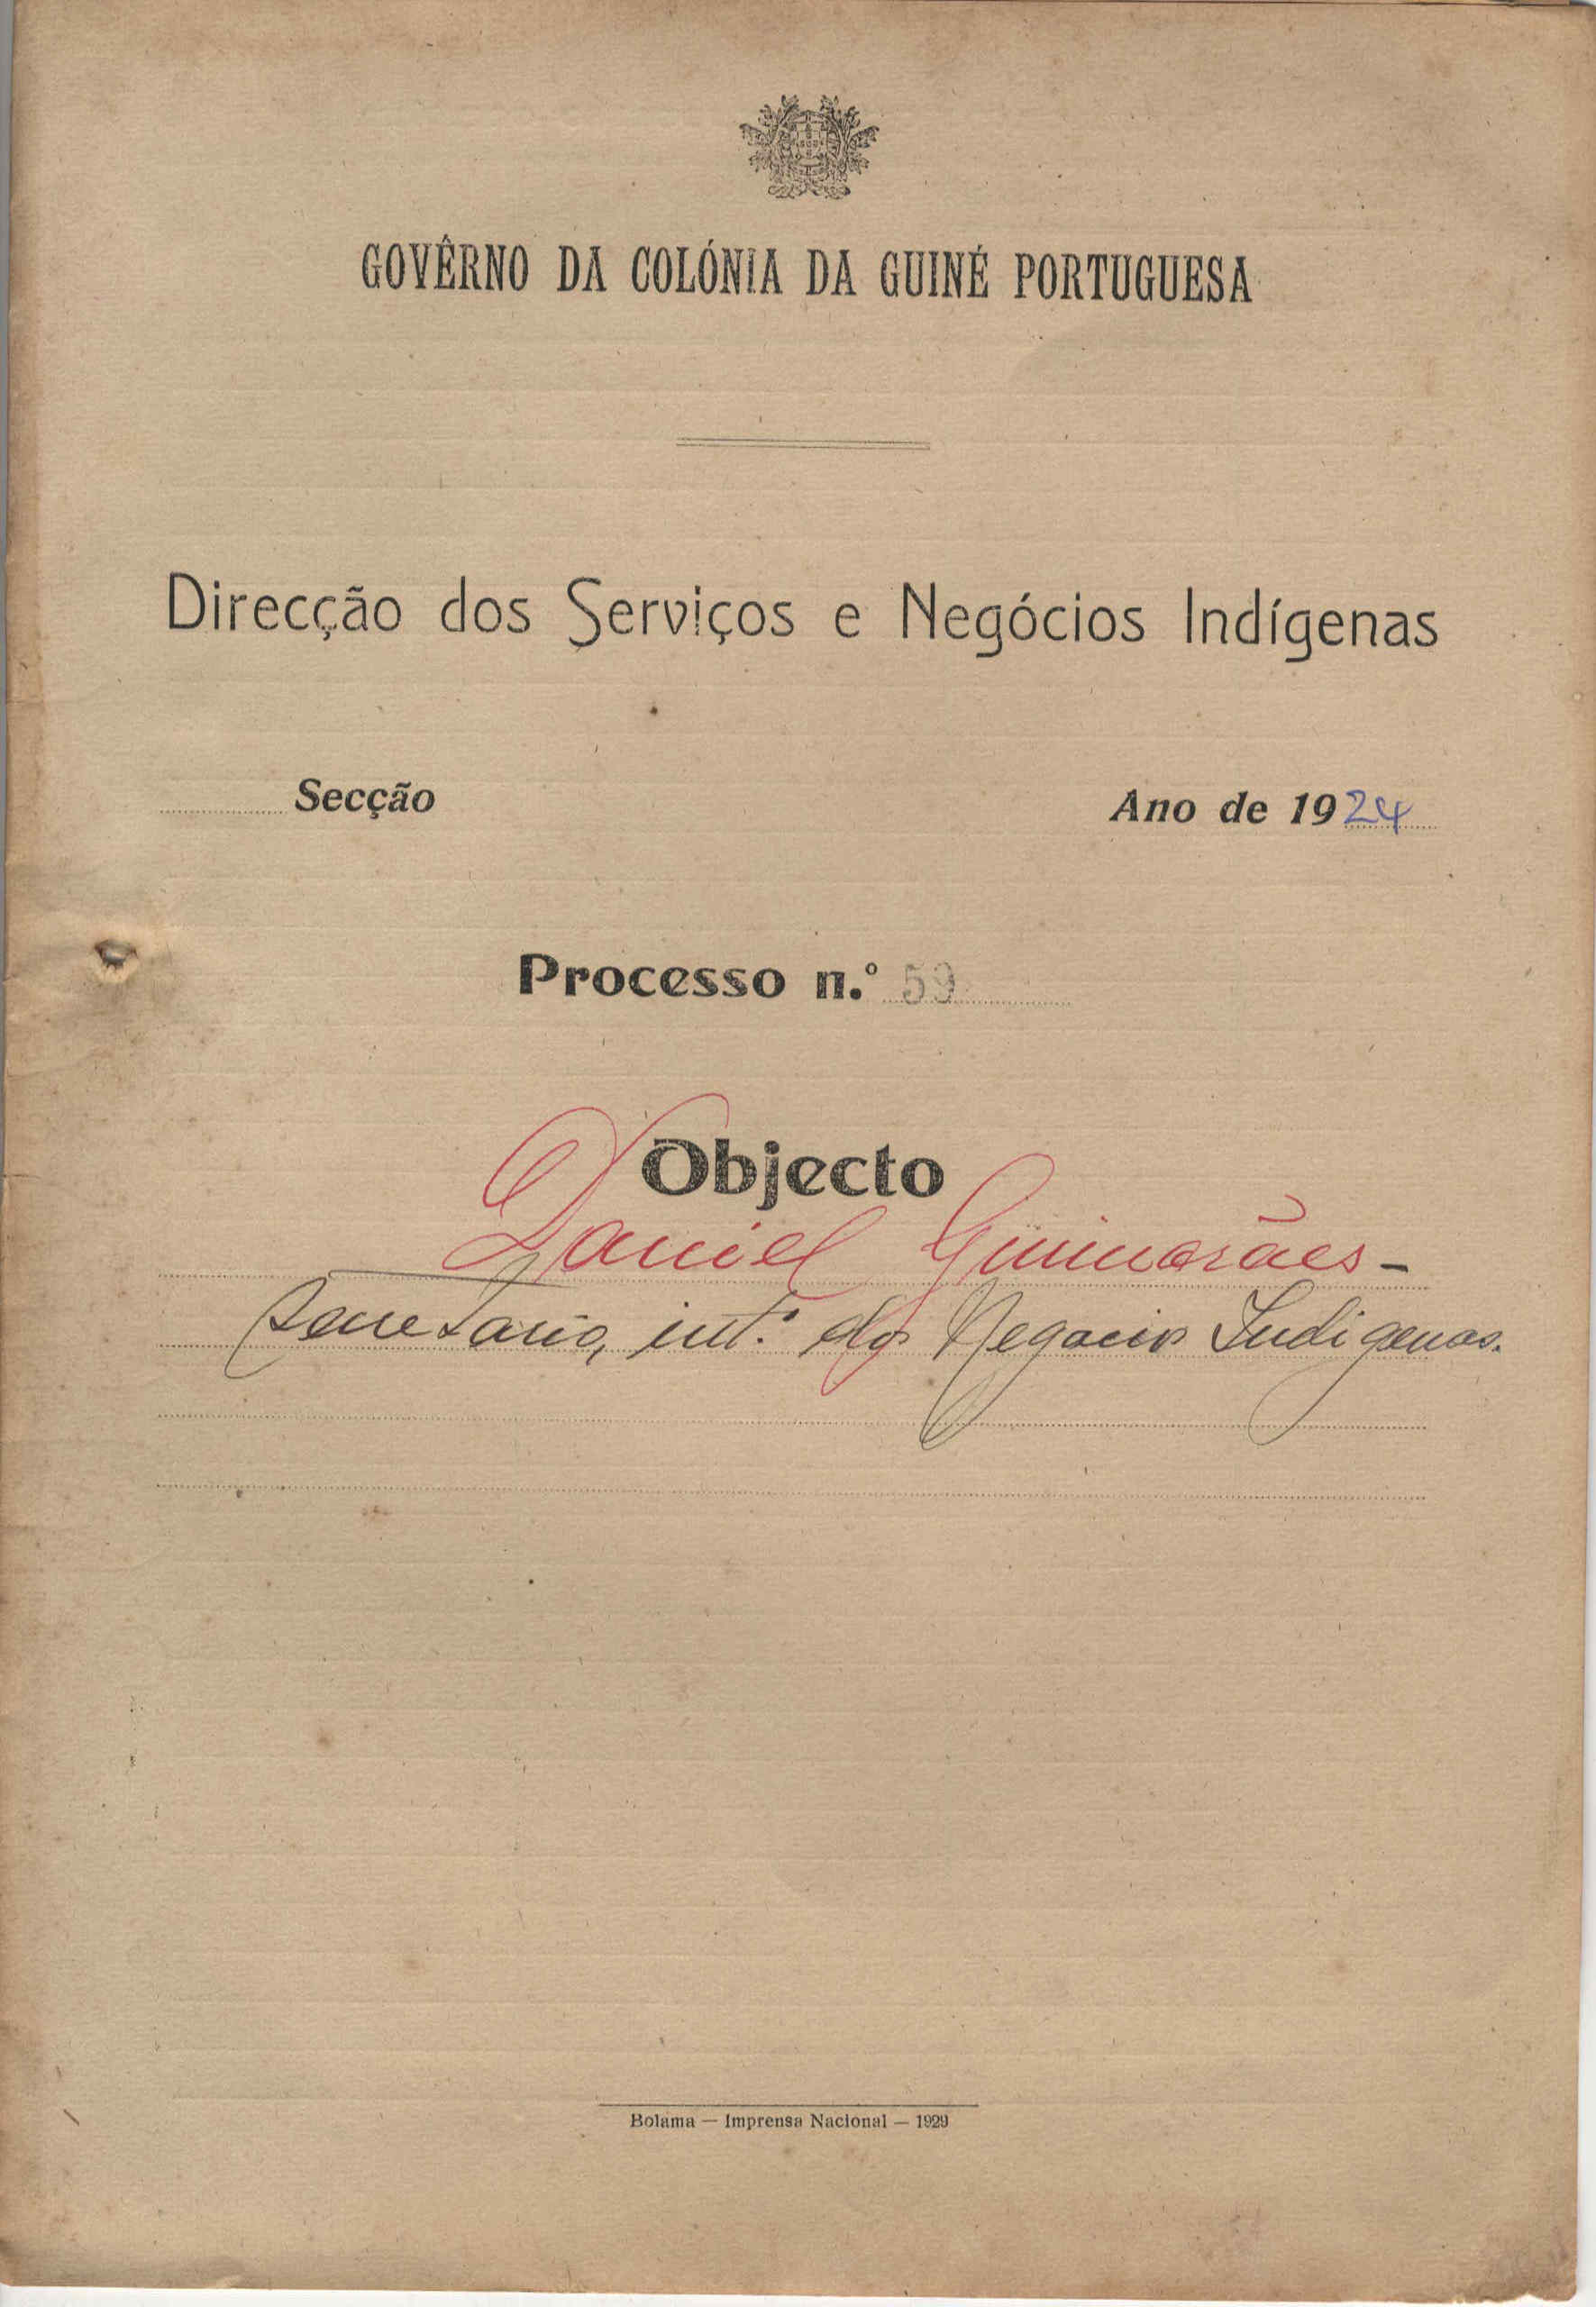 GOVÊRNO DA COLÓNIA DA GUINÉ PORTUGUESA
Direcção dos Serviços e Negócios Indígenas
Secção
Ano de 1924
Processo n.º 59
Objecto
Daniel Guimarães-
Secretario, int.º dos Negocios Indigenas.
Bolama — Imprensa Nacional — 1929